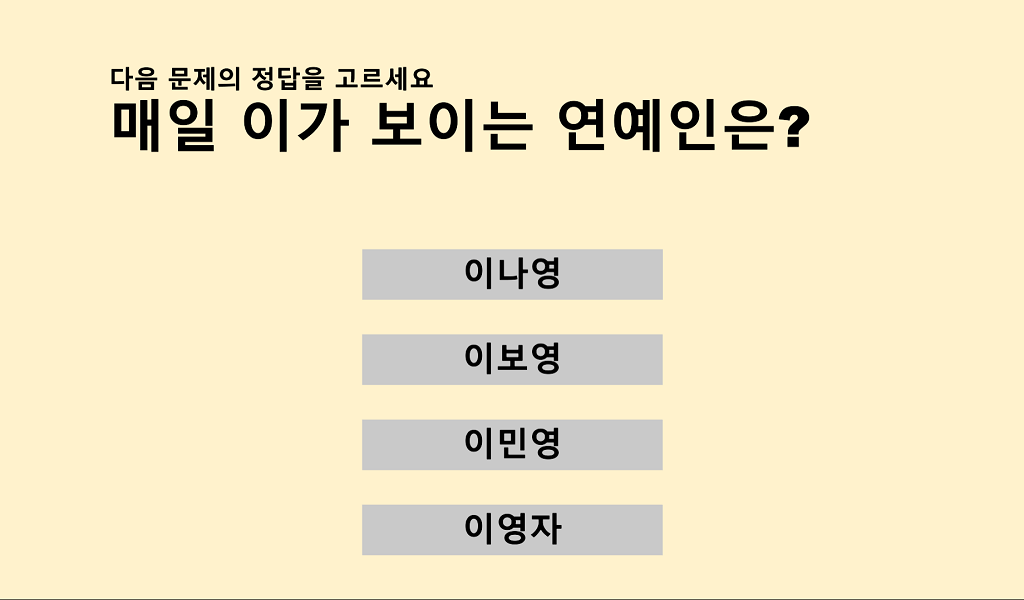 다음 문제의 정답을 고르세요
매일 이가 보이는 연예인은?
이나영
이보영
이민영
이영자